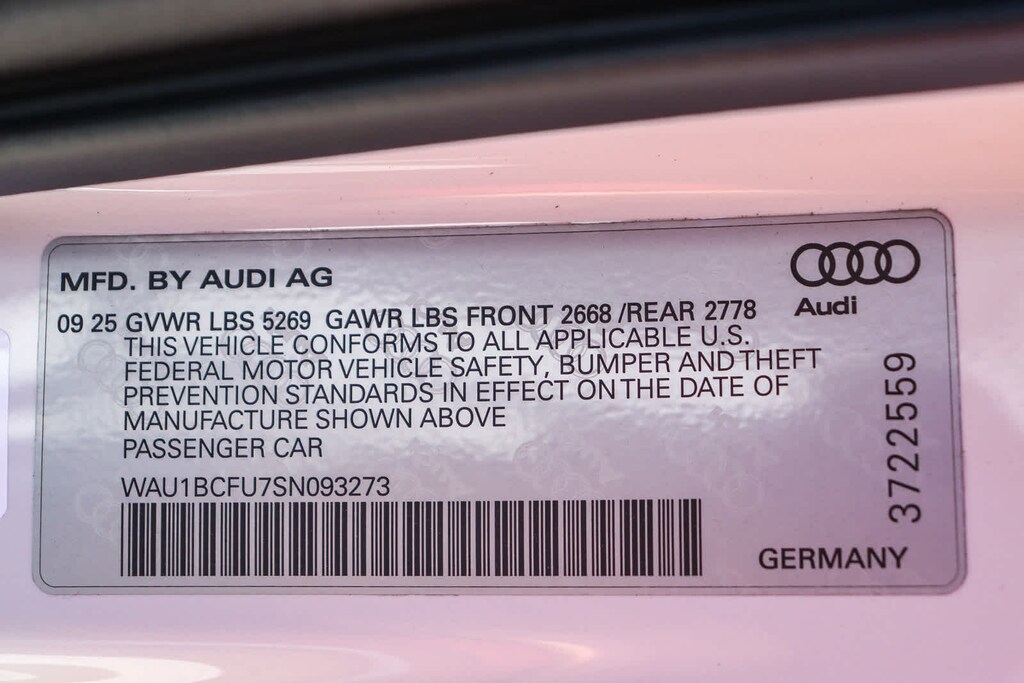 MFD. BY AUDI AG
Audi
09 25 GVWR LBS 5269 GAWR LBS FRONT 2668 /REAR 2778
THIS VEHICLE CONFORMS TO ALL APPLICABLE U.S.
FEDERAL MOTOR VEHICLE SAFETY, BUMPER AND THEFT
PREVENTION STANDARDS IN EFFECT ON THE DATE OF
MANUFACTURE SHOWN ABOVE
PASSENGER CAR
WAU1BCFU7SN093273
3722559
GERMANY